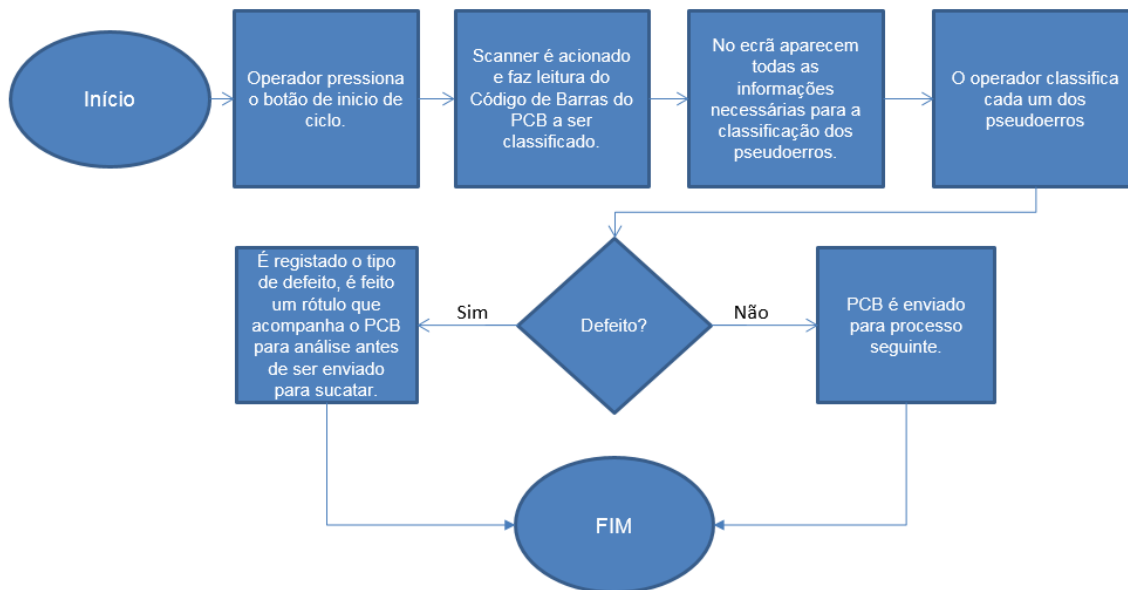 Início
Operador pressiona
o botão de inicio de
ciclo.
Scanner é acionado
e faz leitura do
Código de Barras do
PCB a ser
classificado.
No ecrã aparecem
todas as
informações
necessárias para a
classificação dos
pseudoerros.
O operador classifica
cada um dos
pseudoerros
É registado o tipo
de defeito, é feito
um rótulo que
acompanha o PCB
para análise antes
de ser enviado
para sucatar.
Sim
Defeito?
Não
PCB é enviado
para processo
seguinte.
FIM